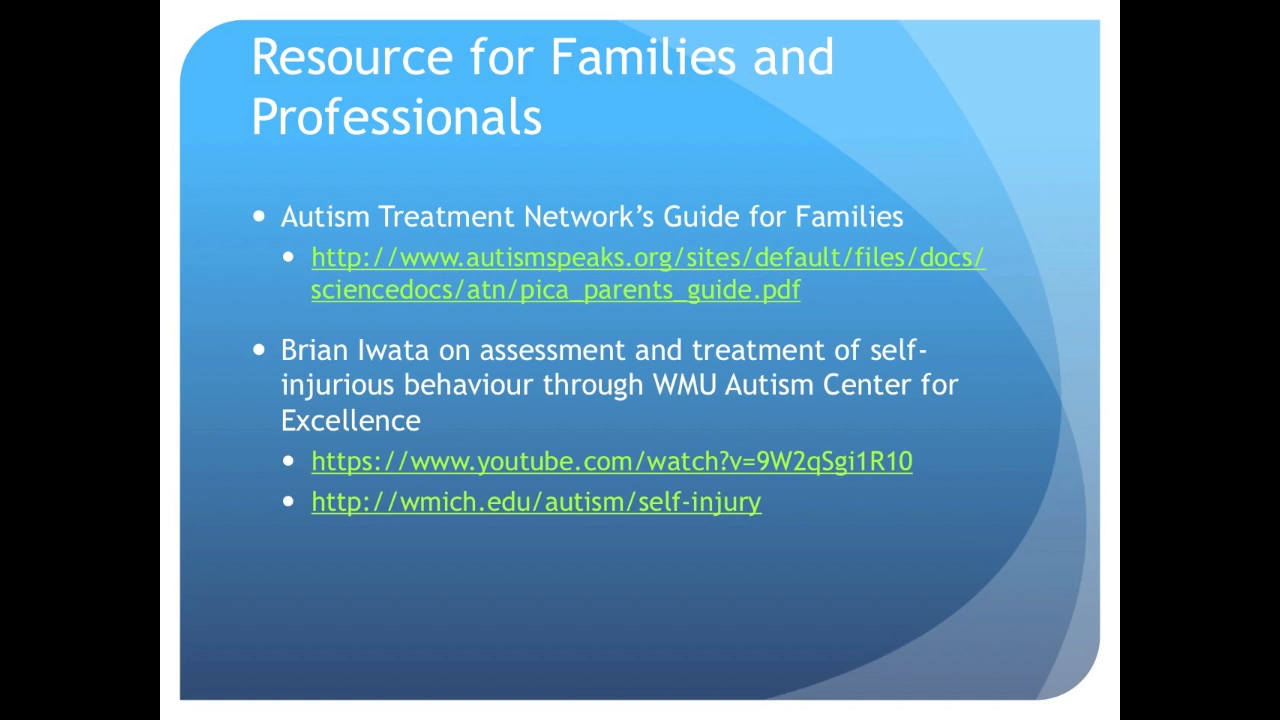 Resource for Families and
Professionals
• Autism Treatment Network’s Guide for Families
• http://www.autismspeaks.org/sites/default/files/docs/
sciencedocs/atn/pica_parents_guide.pdf
• Brian Iwata on assessment and treatment of self-
injurious behaviour through WMU Autism Center for
Excellence
• https://www.youtube.com/watch?v=9W2qSgi1R10
• http://wmich.edu/autism/self-injury